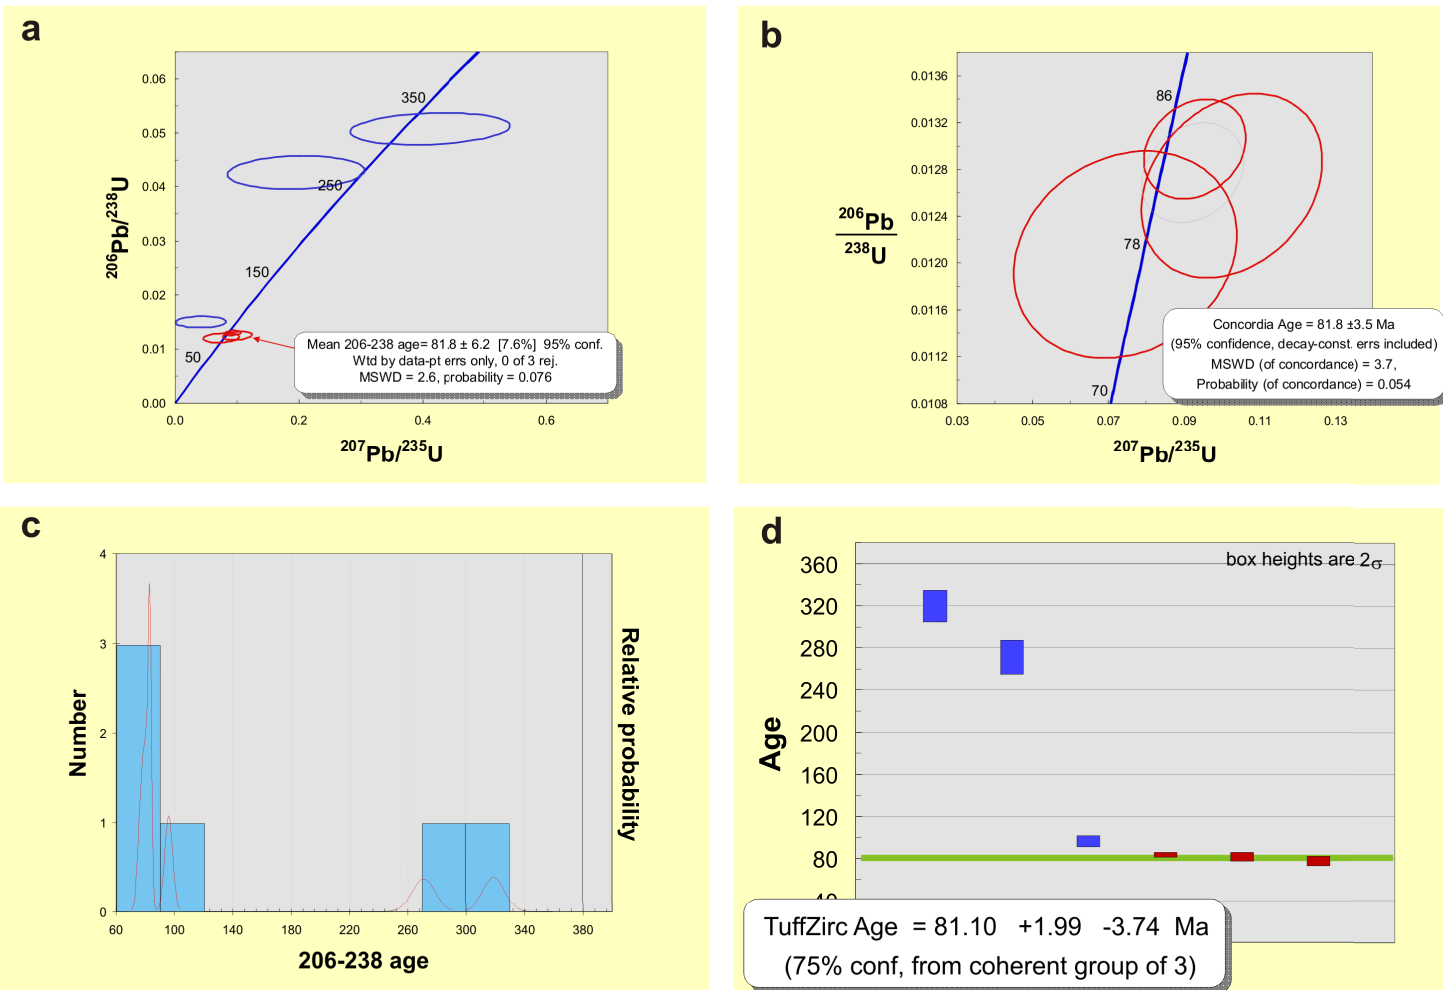 a
0.06
0.05
0.04
0.03
0.02
0.01
0.00
206Pb/238U
350
250
150
50
Mean 206-238 age= 81.8 ± 6.2 [7.6%] 95% conf.
Wtd by data-pt errs only, 0 of 3 rej.
MSWD = 2.6, probability = 0.076
0.0 0.2 0.4 0.6
207Pb/235U
b
0.0136
0.0132
0.0128
0.0124
0.0120
0.0116
0.0112
0.0108
206Pb
238U
86
78
70
Concordia Age = 81.8 ±3.5 Ma
(95% confidence, decay-const. errs included)
MSWD (of concordance) = 3.7,
Probability (of concordance) = 0.054
0.03 0.05 0.07 0.09 0.11 0.13
207Pb/235U
c
4
3
2
1
0
Number
Relative probability
60 100 140 180 220 260 300 340 380
206-238 age
d
box heights are 2σ
360
320
280
240
200
160
120
80
40
Age
TuffZirc Age = 81.10 +1.99 -3.74 Ma
(75% conf, from coherent group of 3)